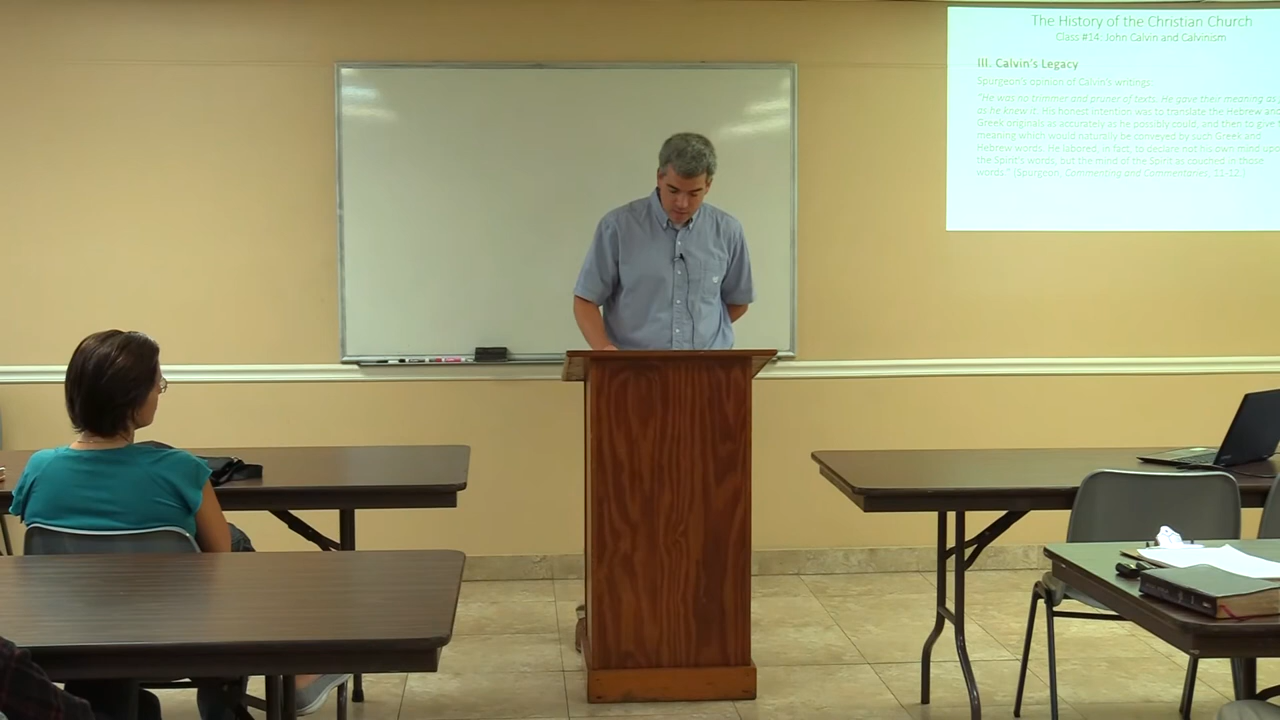 The History of the Christian Church
Class #14: John Calvin and Calvinism
III. Calvin's Legacy
Spurgeon's opinion of Calvin's writings:
"He was no trimmer and pruner of texts. He gave their meaning as
as he knew it. His honest intention was to translate the Hebrew and
Greek originals as accurately as he possibly could, and then to give
meaning which would naturally be conveyed by such Greek and
Hebrew words. He labored, in fact, to declare not his own mind upo
the Spirit's words, but the mind of the Spirit as couched in those
words." (Spurgeon, Commenting and Commentaries, 11-12.)